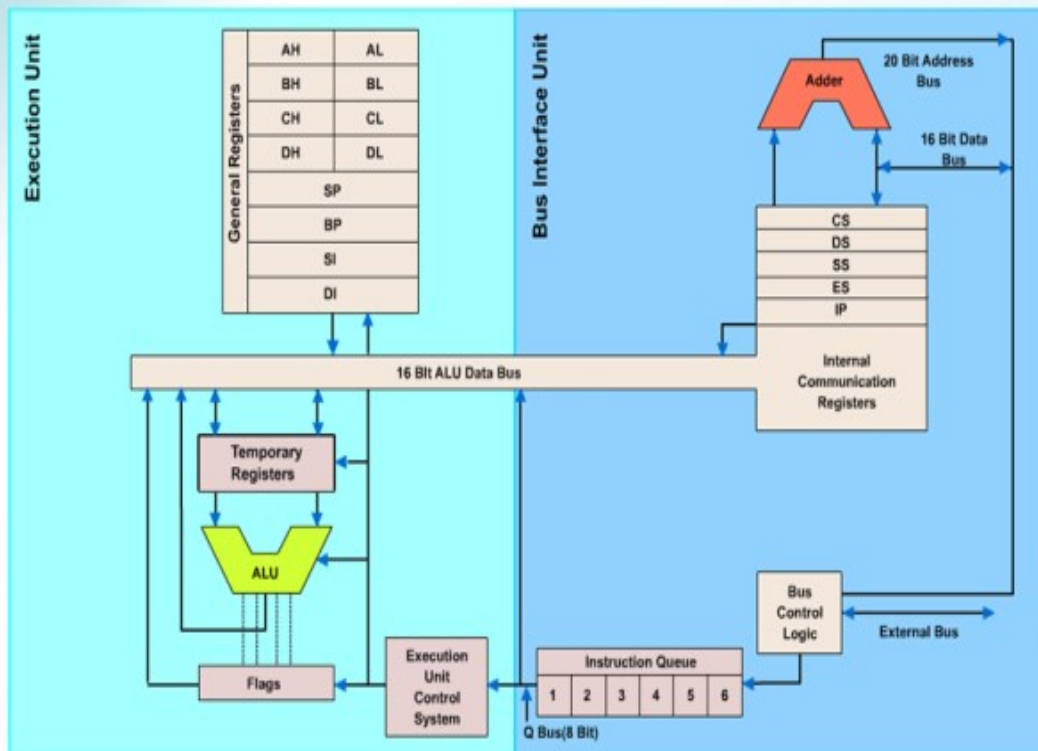 Execution Unit
General Registers
AH AL
BH BL
CH CL
DH DL
SP
BP
SI
DI
Bus Interface Unit
Adder
20 Bit Address
Bus
16 Bit Data
Bus
CS
DS
SS
ES
IP
Internal
Communication
Registers
16 BIt ALU Data Bus
Temporary
Registers
ALU
Flags
Execution
Unit
Control
System
Instruction Queue
1 2 3 4 5 6
Q Bus(8 Bit)
Bus
Control
Logic
External Bus